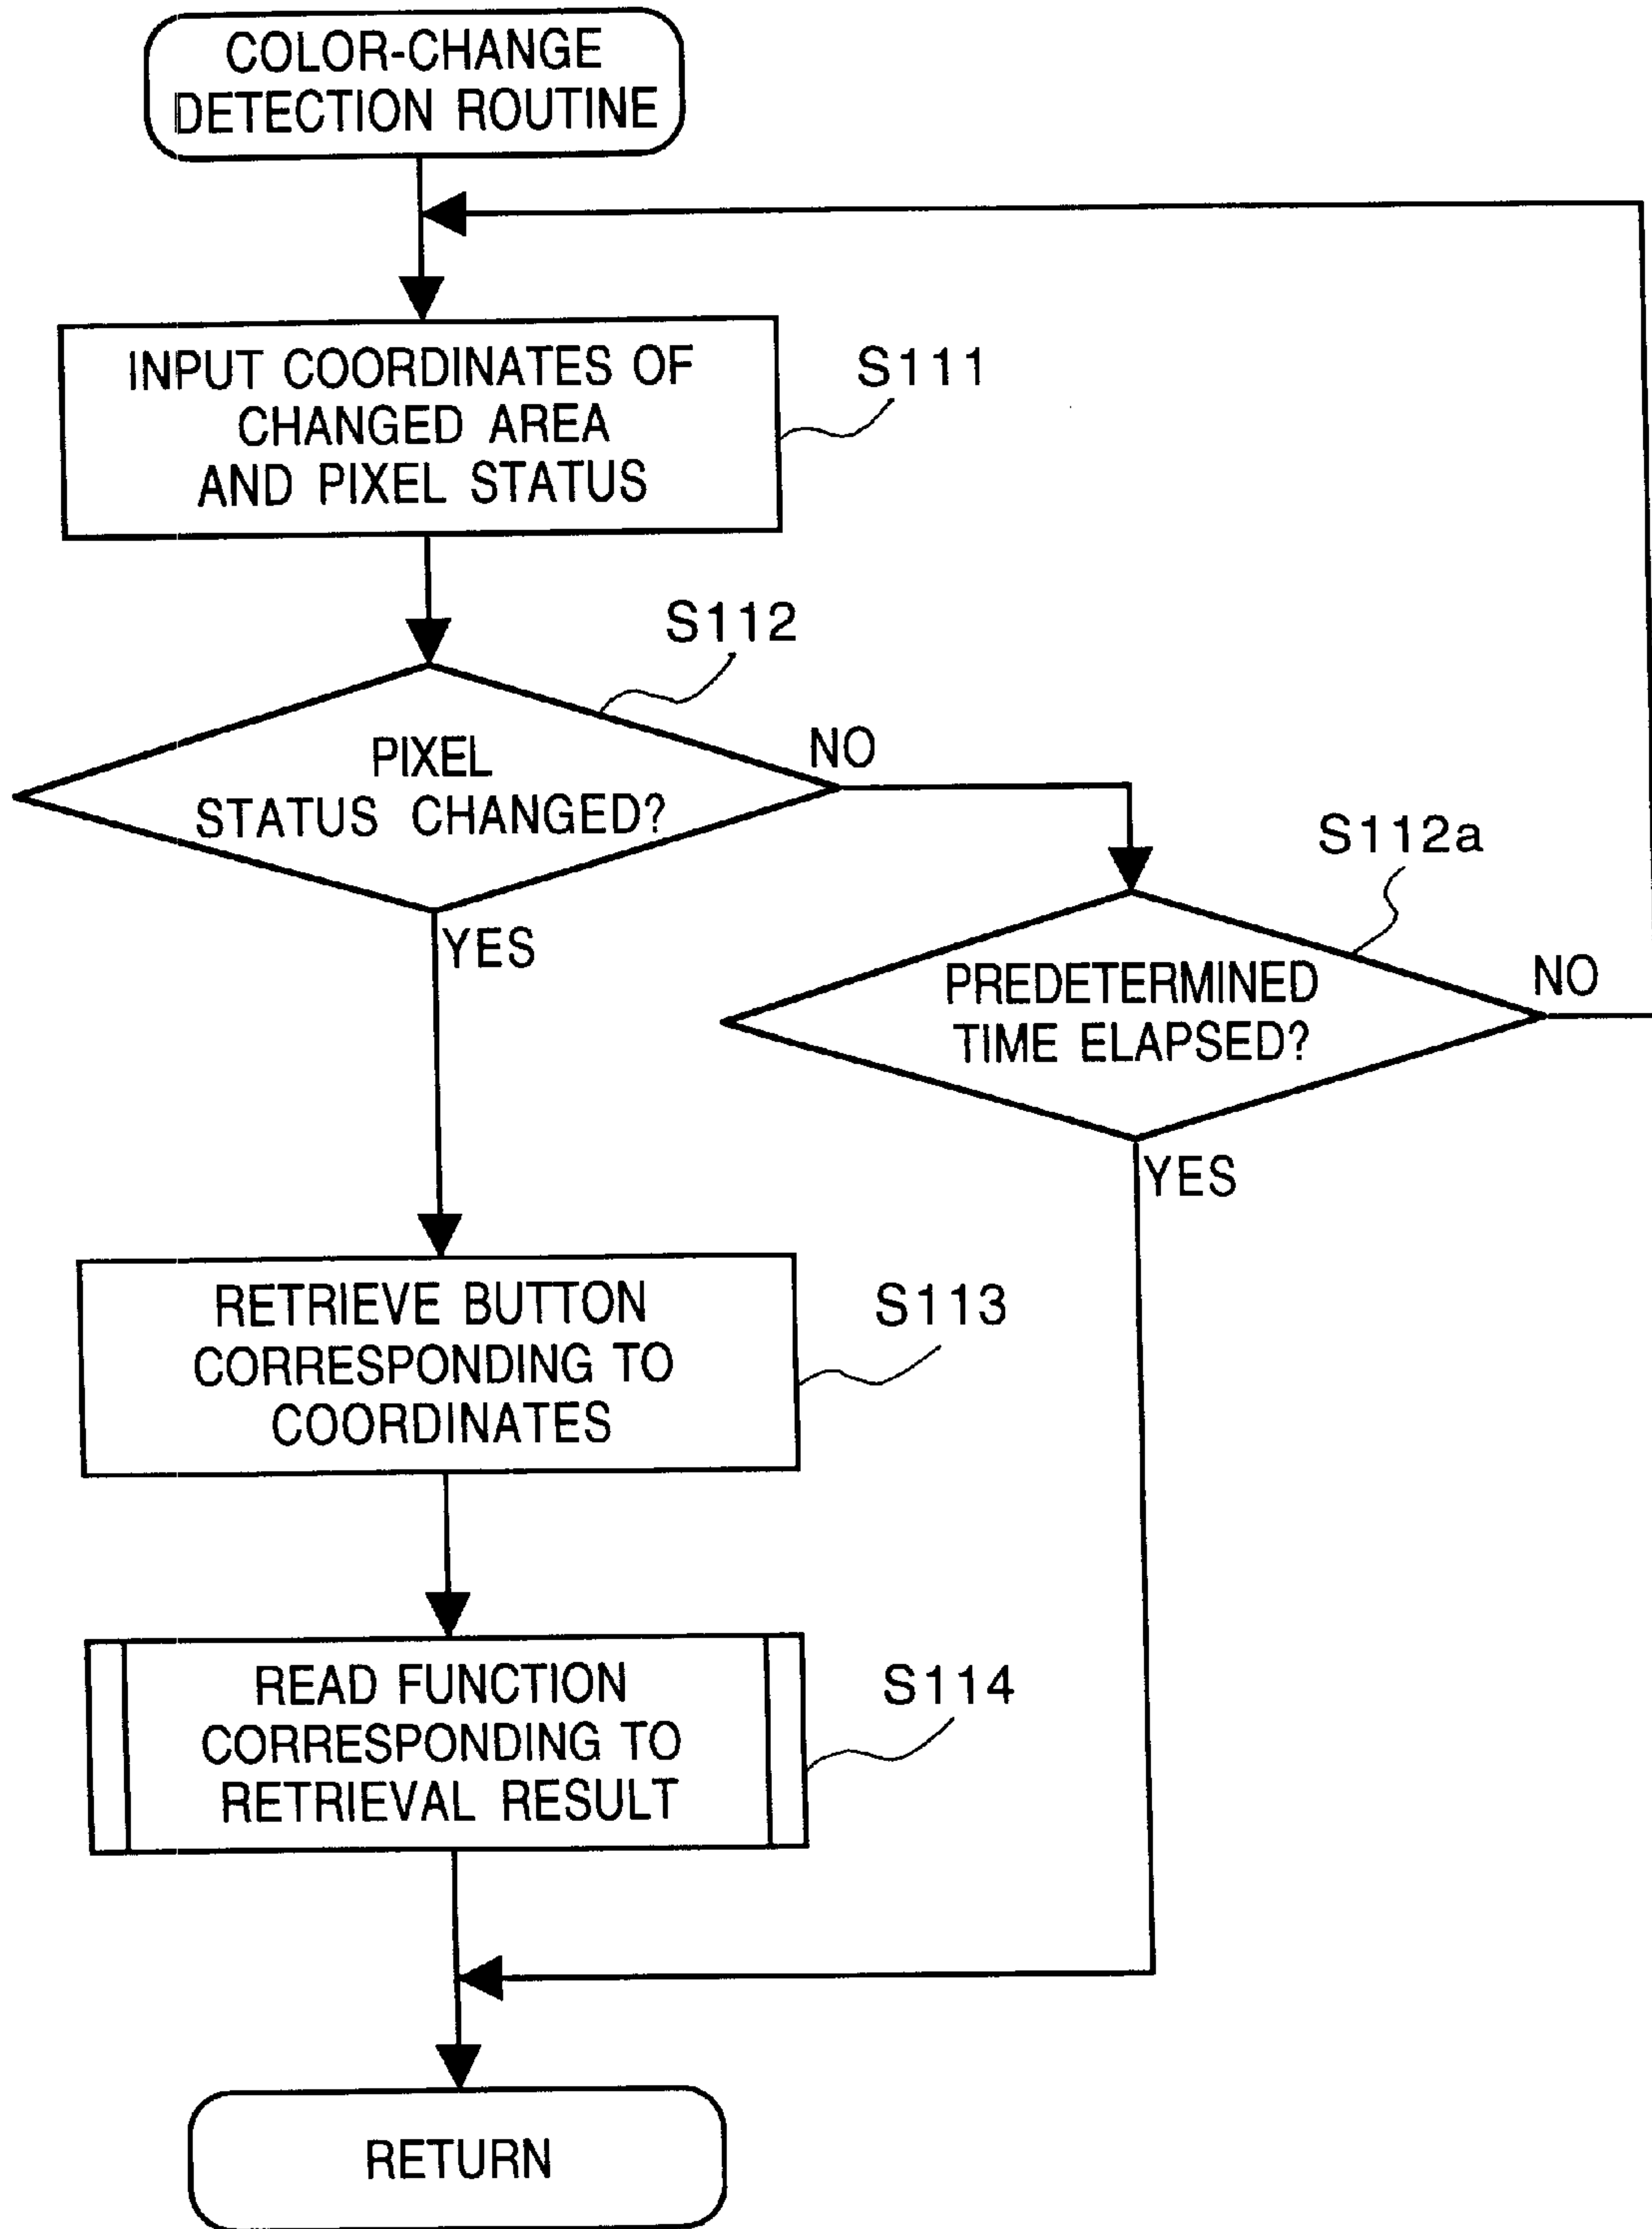 COLOR-CHANGE
DETECTION ROUTINE
INPUT COORDINATES OF
CHANGED AREA
AND PIXEL STATUS
S111
S112
PIXEL
STATUS CHANGED?
NO
YES
S112a
PREDETERMINED
TIME ELAPSED?
NO
YES
RETRIEVE BUTTON
CORRESPONDING TO
COORDINATES
S113
READ FUNCTION
CORRESPONDING TO
RETRIEVAL RESULT
S114
RETURN